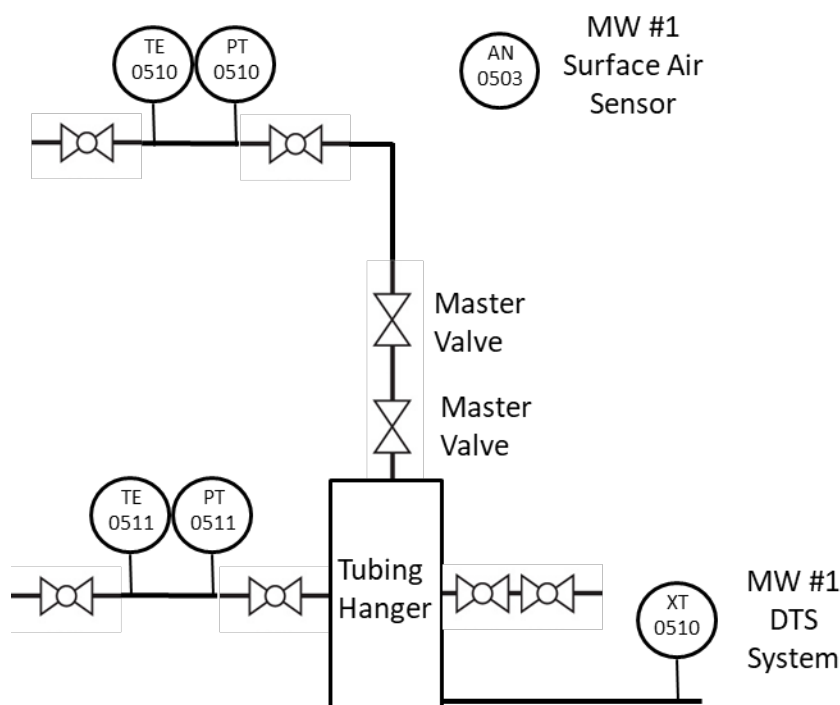 TE
0510
PT
0510
AN
0503
MW #1
Surface Air
Sensor
Master
Valve
Master
Valve
TE
0511
PT
0511
Tubing
Hanger
XT
0510
MW #1
DTS
System